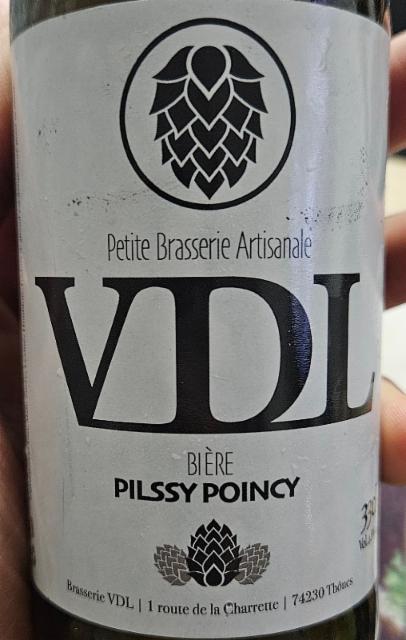 Petite Brasserie Artisanale
VDL
BIÈRE
PILSSY POINCY
Brasserie VDL | 1 route de la Charrette | 74230 Thônes